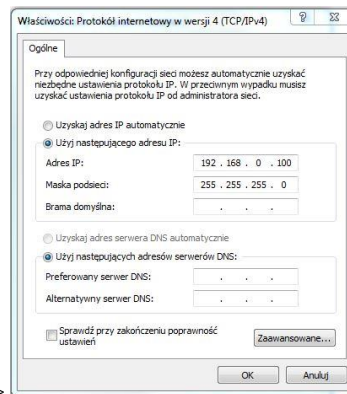 Właściwości: Protokół internetowy w wersji 4 (TCP/IPv4)
Ogólne
Przy odpowiedniej konfiguracji sieci możesz automatycznie uzyskać
niezbędne ustawienia protokołu IP. W przeciwnym wypadku musisz
uzyskać ustawienia protokołu IP od administratora sieci.
Uzyskaj adres IP automatycznie
Użyj następującego adresu IP:
Adres IP: 192 . 168 . 0 . 100
Maska podsieci: 255 . 255 . 255 . 0
Brama domyślna: . . .
Uzyskaj adres serwera DNS automatycznie
Użyj następujących adresów serwerów DNS:
Preferowany serwer DNS: . . .
Alternatywny serwer DNS: . . .
Sprawdź przy zakończeniu poprawność
ustawień
Zaawansowane...
OK Anuluj